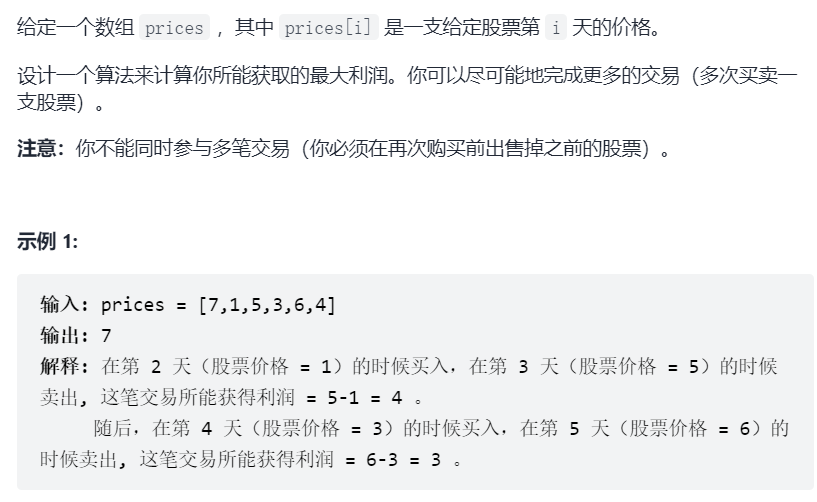 给定一个数组 prices ，其中 prices[i] 是一支给定股票第 i 天的价格。
设计一个算法来计算你所能获取的最大利润。你可以尽可能地完成更多的交易（多次买卖一
支股票）。
注意：你不能同时参与多笔交易（你必须在再次购买前出售掉之前的股票）。
示例 1:
输入: prices = [7,1,5,3,6,4]
输出: 7
解释: 在第 2 天（股票价格 = 1）的时候买入，在第 3 天（股票价格 = 5）的时候
卖出, 这笔交易所能获得利润 = 5-1 = 4 。
随后，在第 4 天（股票价格 = 3）的时候买入，在第 5 天（股票价格 = 6）的
时候卖出, 这笔交易所能获得利润 = 6-3 = 3 。